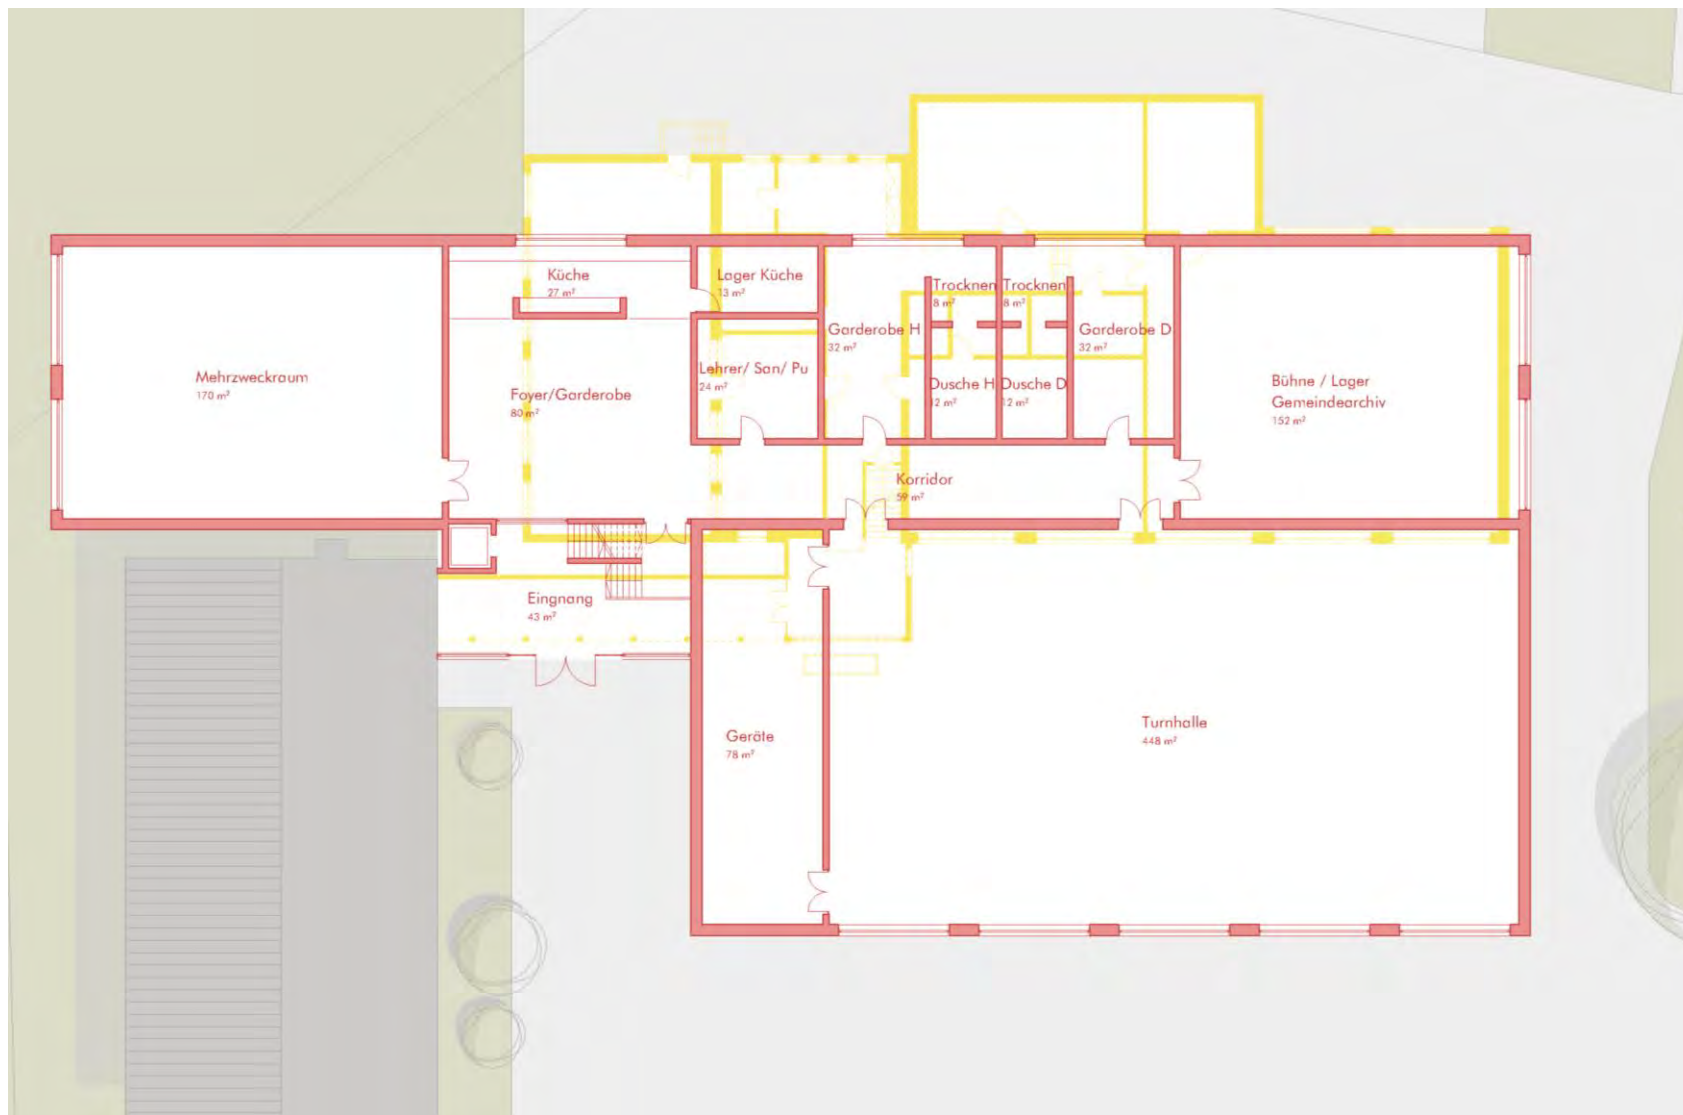 Küche
27 m²
Lager Küche
13 m²
Trocknen
8 m²
Trocknen
8 m²
Garderobe H
32 m²
Garderobe D
32 m²
Mehrzweckraum
170 m²
Foyer/Garderobe
80 m²
Lehrer/ San/ Pu
24 m²
Dusche H
12 m²
Dusche D
12 m²
Bühne / Lager
Gemeindearchiv
152 m²
Korridor
59 m²
Eingnang
43 m²
Geräte
78 m²
Turnhalle
448 m²